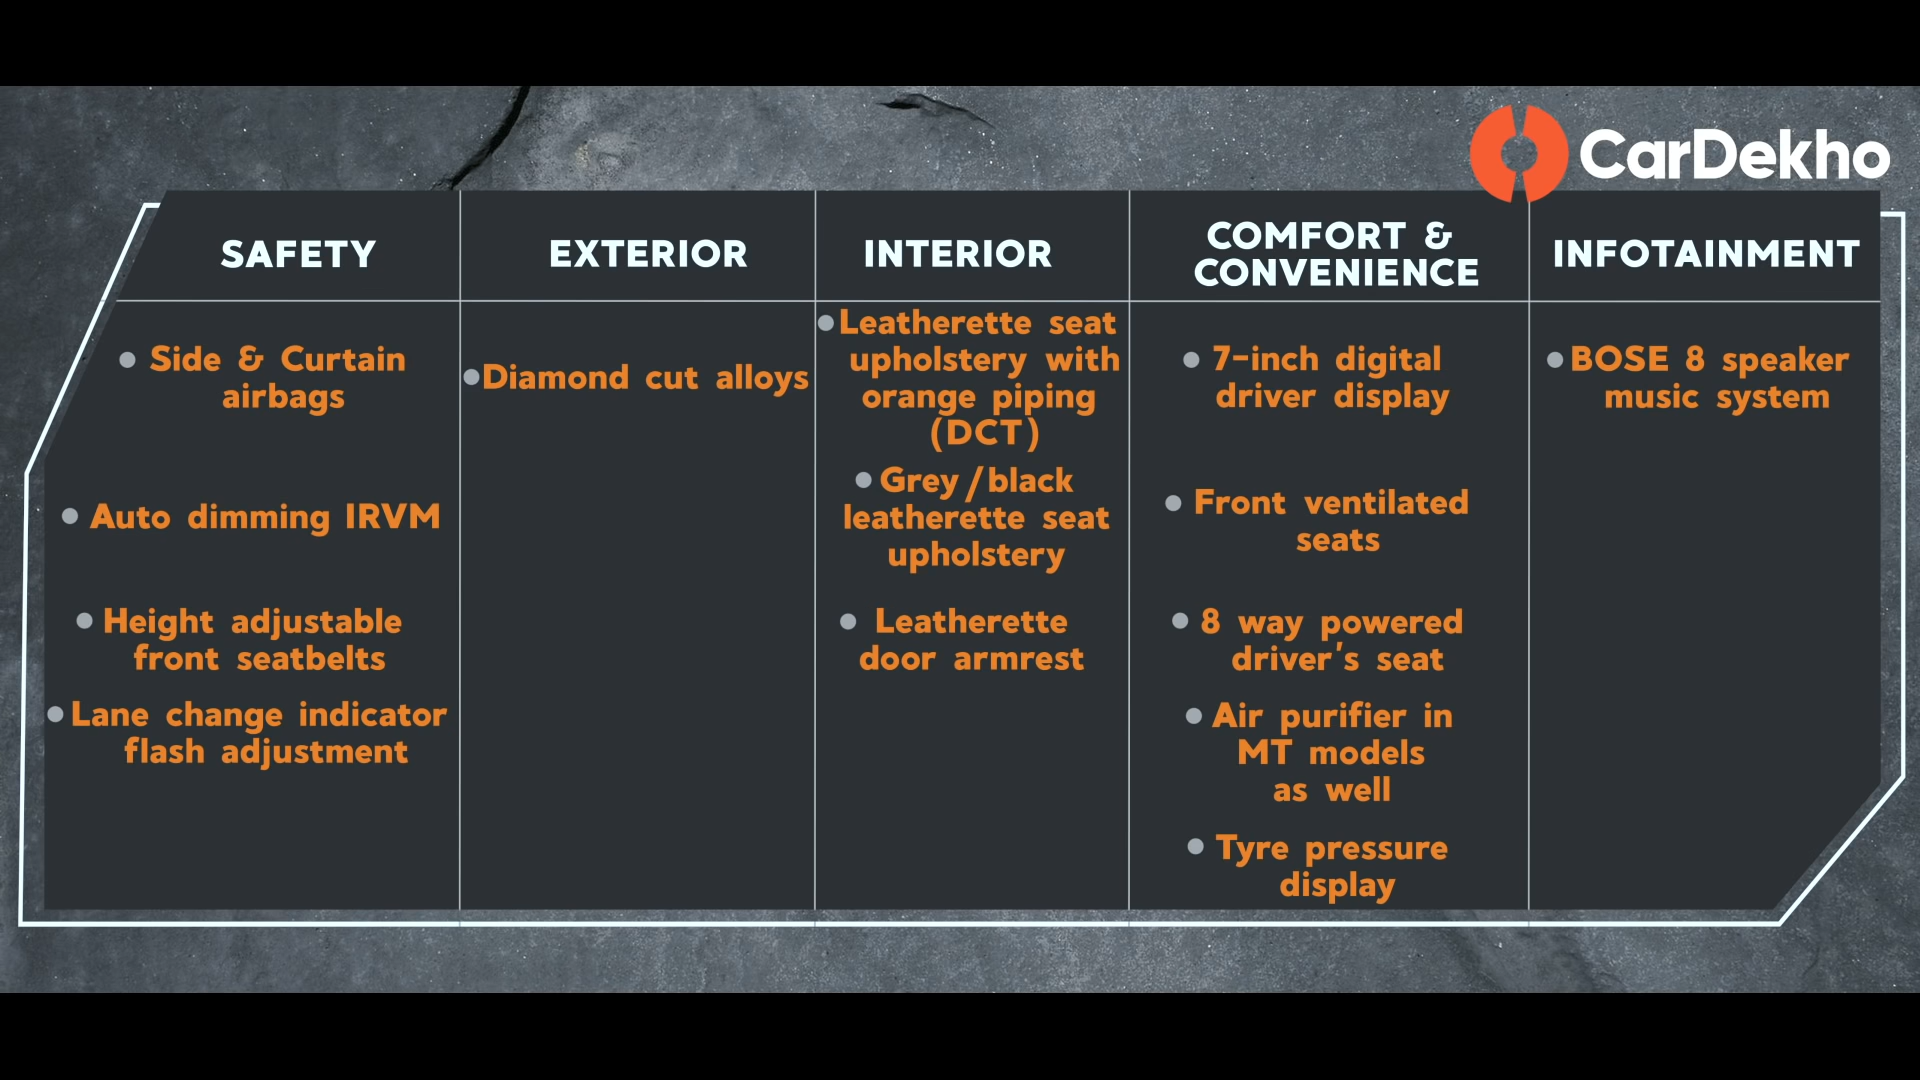 CarDekho
SAFETY
Side & Curtain
airbags
Auto dimming IRVM
Height adjustable
front seatbelts
Lane change indicator
flash adjustment
EXTERIOR
Diamond cut alloys
INTERIOR
Leatherette seat
upholstery with
orange piping
(DCT)
Grey/black
leatherette seat
upholstery
Leatherette
door armrest
COMFORT &
CONVENIENCE
7-inch digital
driver display
Front ventilated
seats
8 way powered
driver's seat
Air purifier in
MT models
as well
Tyre pressure
display
INFOTAINMENT
BOSE 8 speaker
music system